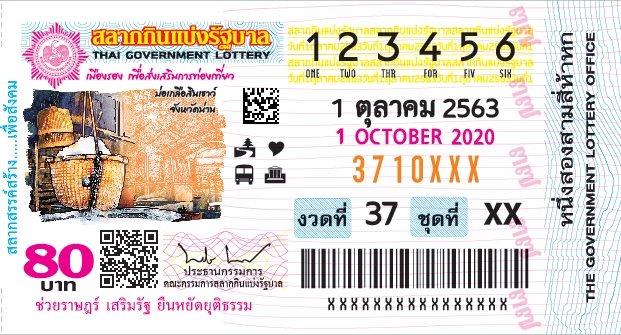 สลากกินแบ่งรัฐบาล
THAI GOVERNMENT LOTTERY
เมืองรอง เพื่อส่งเสริมการท่องเที่ยว
บ่อเกลือสินเธาว์
จังหวัดน่าน
1 2 3 4 5 6
ONE TWO THR FOR FIV SIX
1 ตุลาคม 2563
1 OCTOBER 2020
3710XXX
งวดที่ 37 ชุดที่ XX
80
บาท
ประธานกรรมการ
คณะกรรมการสลากกินแบ่งรัฐบาล
ช่วยราษฎร์ เสริมรัฐ ยืนหยัดยุติธรรม
XXXXXXXXXXXXXXXX
สลากสรรค์สร้าง.....เพื่อสังคม
หนึ่งสองสามสี่ห้าหก
THE GOVERNMENT LOTTERY OFFICE